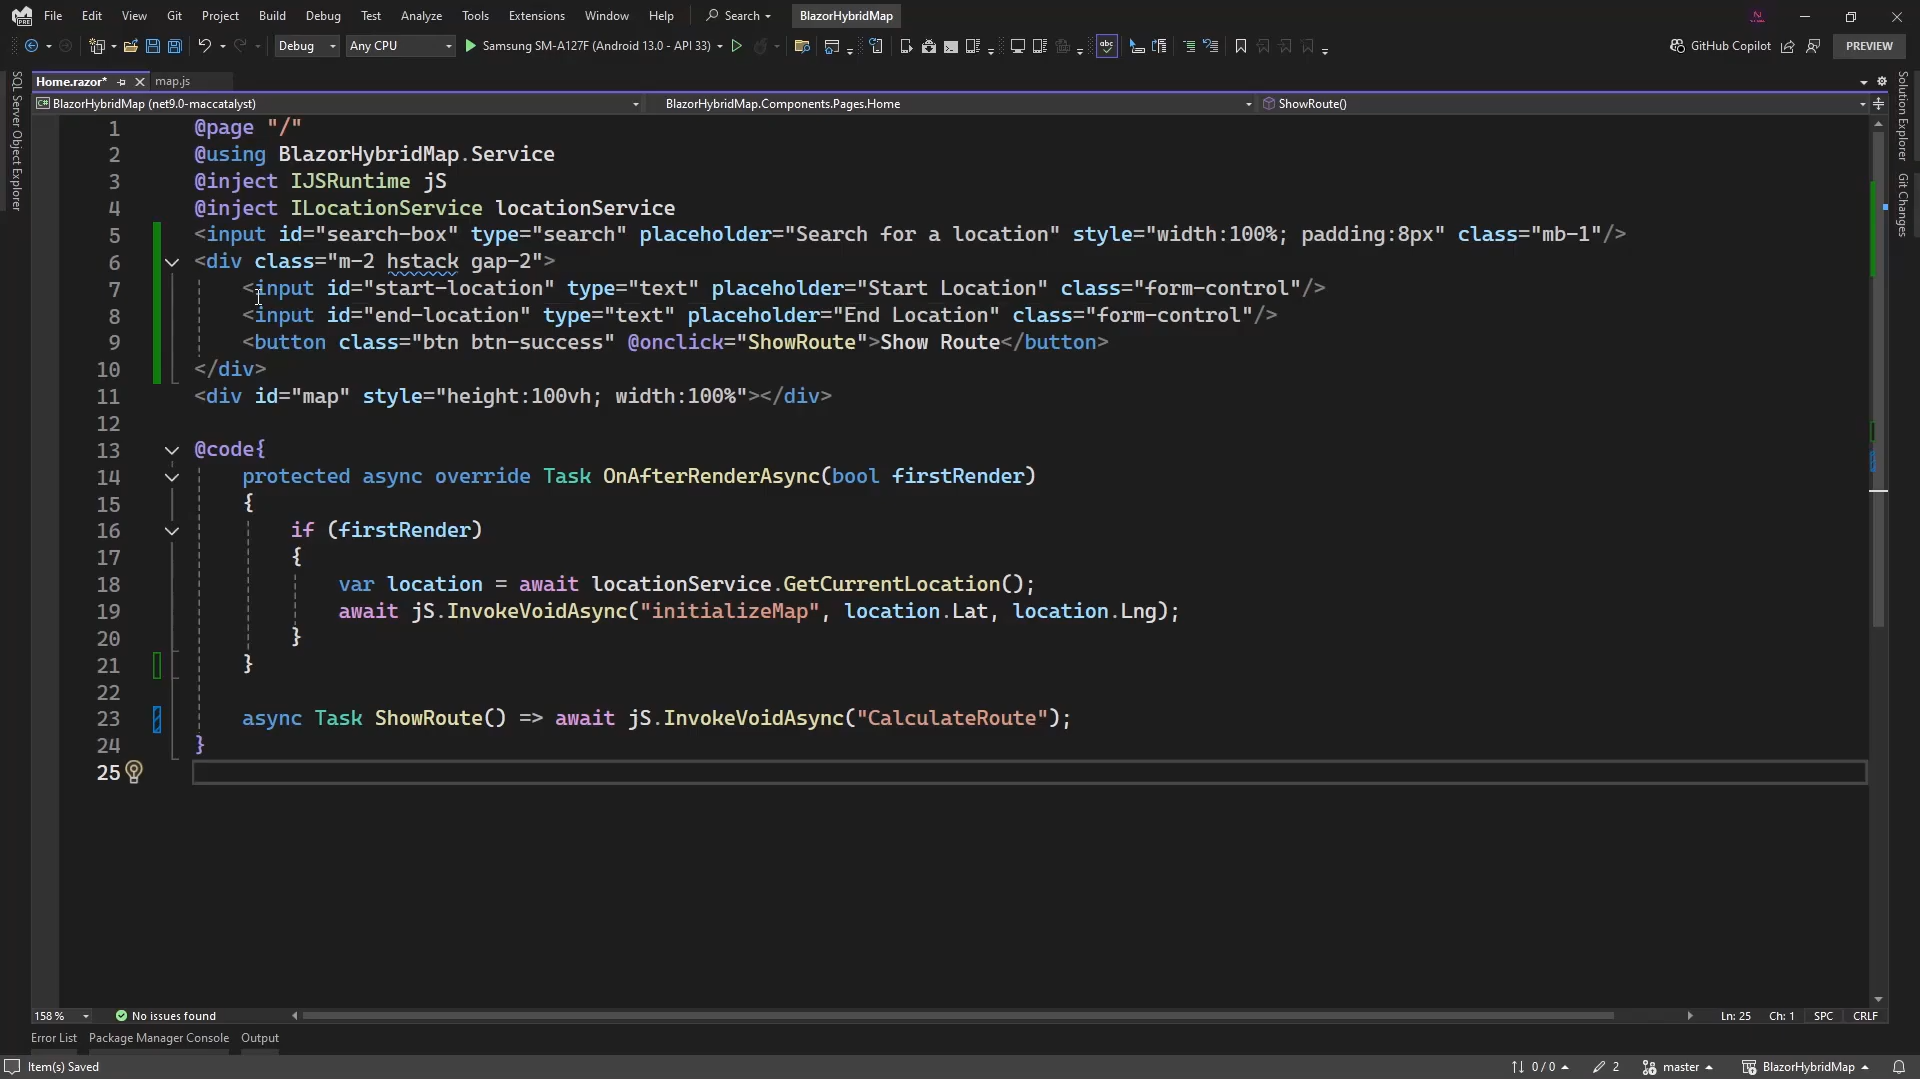 File Edit View Git Project Build Debug Test Analyze Tools Extensions Window Help Search BlazorHybridMap
Debug Any CPU Samsung SM-A127F (Android 13.0 - API 33) GitHub Copilot PREVIEW
Home.razor* map.js
BlazorHybridMap (net9.0-maccatalyst) BlazorHybridMap.Components.Pages.Home ShowRoute()
SQL Server Object Explorer
Solution Explorer
Git Changes
1 @page "/"
2 @using BlazorHybridMap.Service
3 @inject IJSRuntime jS
4 @inject ILocationService locationService
5 <input id="search-box" type="search" placeholder="Search for a location" style="width:100%; padding:8px" class="mb-1"/>
6 <div class="m-2 hstack gap-2">
7 <input id="start-location" type="text" placeholder="Start Location" class="form-control"/>
8 <input id="end-location" type="text" placeholder="End Location" class="form-control"/>
9 <button class="btn btn-success" @onclick="ShowRoute">Show Route</button>
10 </div>
11 <div id="map" style="height:100vh; width:100%"></div>
12
13 @code{
14 protected async override Task OnAfterRenderAsync(bool firstRender)
15 {
16 if (firstRender)
17 {
18 var location = await locationService.GetCurrentLocation();
19 await jS.InvokeVoidAsync("initializeMap", location.Lat, location.Lng);
20 }
21 }
22
23 async Task ShowRoute() => await jS.InvokeVoidAsync("CalculateRoute");
24 }
25
158 % No issues found Ln: 25 Ch: 1 SPC CRLF
Error List Package Manager Console Output
Item(s) Saved 0 / 0 2 master BlazorHybridMap